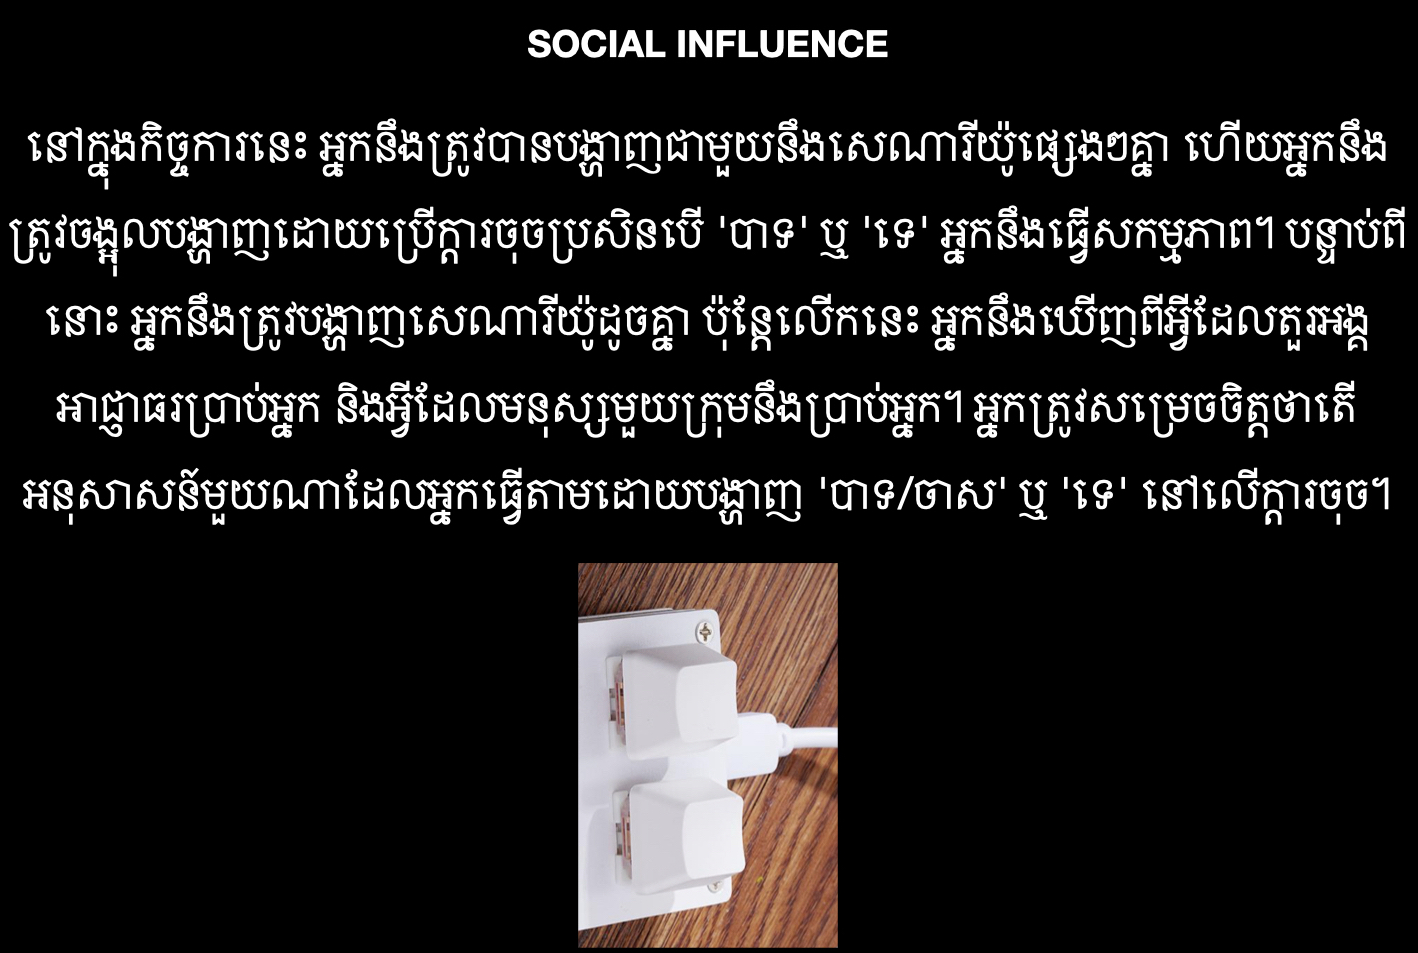 SOCIAL INFLUENCE
នៅក្នុងកិច្ចការនេះ អ្នកនឹងត្រូវបានបង្ហាញជាមួយនឹងសេណារីយ៉ូផ្សេងៗគ្នា ហើយអ្នកនឹង
ត្រូវចង្អុលបង្ហាញដោយប្រើក្តារចុចប្រសិនបើ 'បាទ' ឬ 'ទេ' អ្នកនឹងធ្វើសកម្មភាព។ បន្ទាប់ពី
នោះ អ្នកនឹងត្រូវបង្ហាញសេណារីយ៉ូដូចគ្នា ប៉ុន្តែលើកនេះ អ្នកនឹងឃើញពីអ្វីដែលតួរអង្គ
អាជ្ញាធរប្រាប់អ្នក និងអ្វីដែលមនុស្សមួយក្រុមនឹងប្រាប់អ្នក។ អ្នកត្រូវសម្រេចចិត្តថាតើ
អនុសាសន៍មួយណាដែលអ្នកធ្វើតាមដោយបង្ហាញ 'បាទ/ចាស' ឬ 'ទេ' នៅលើក្តារចុច។